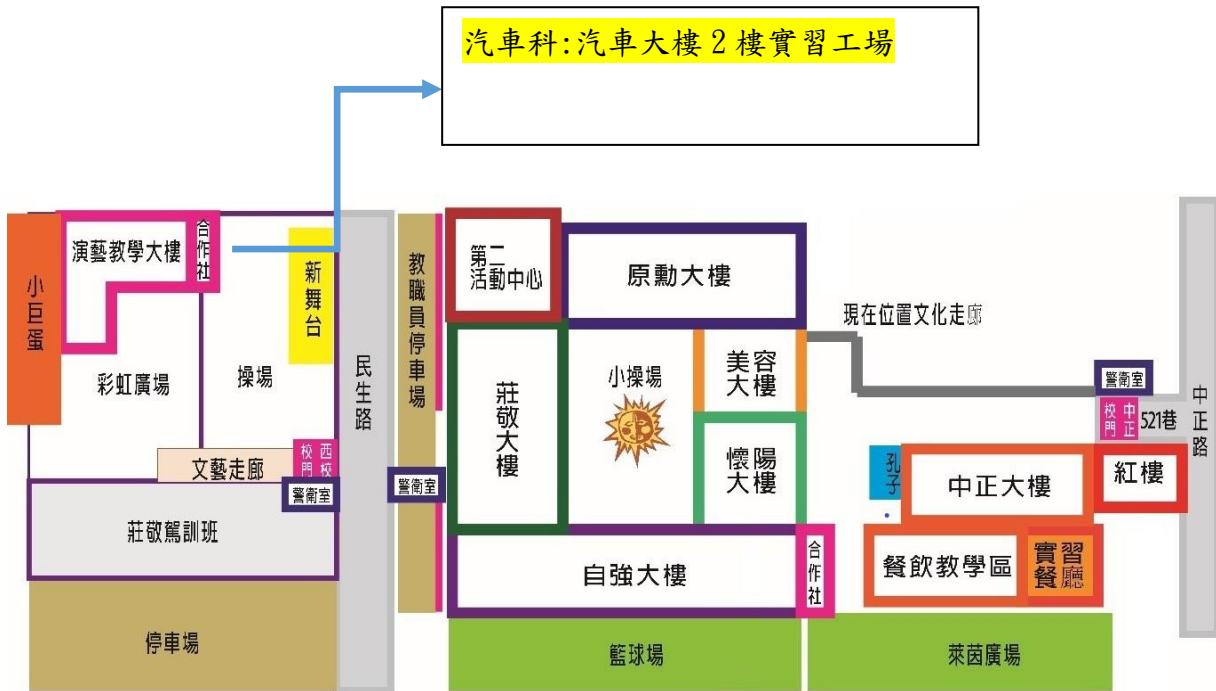 汽車科:汽車大樓 2 樓實習工場
演藝教學大樓
合作社
小巨蛋
新舞台
彩虹廣場
操場
文藝走廊
西校
校門
警衛室
莊敬駕訓班
停車場
民生路
教職員停車場
警衛室
第二
活動中心
原勳大樓
莊敬大樓
小操場
美容
大樓
懷陽
大樓
自強大樓
合作社
籃球場
現在位置文化走廊
警衛室
中正
校門
521巷
中正路
孔子
中正大樓
紅樓
餐飲教學區
實習
餐廳
萊茵廣場